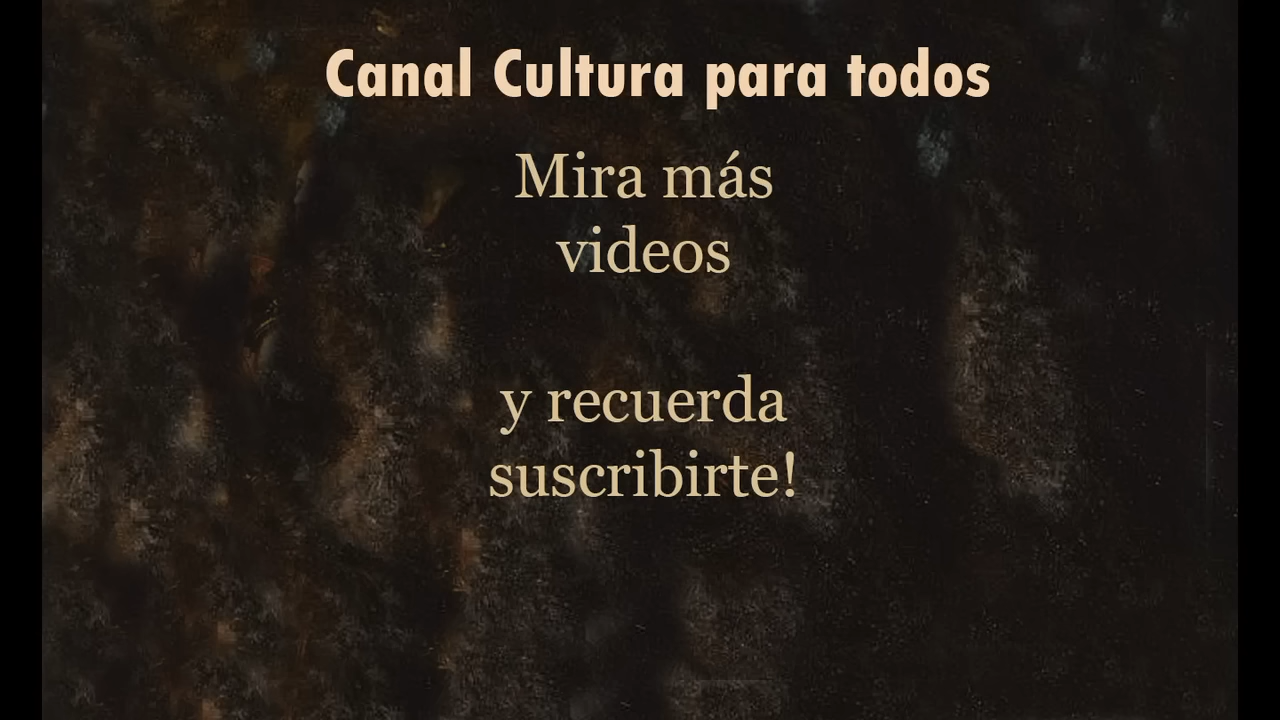 Canal Cultura para todos
Mira más
videos
y recuerda
suscribirte!